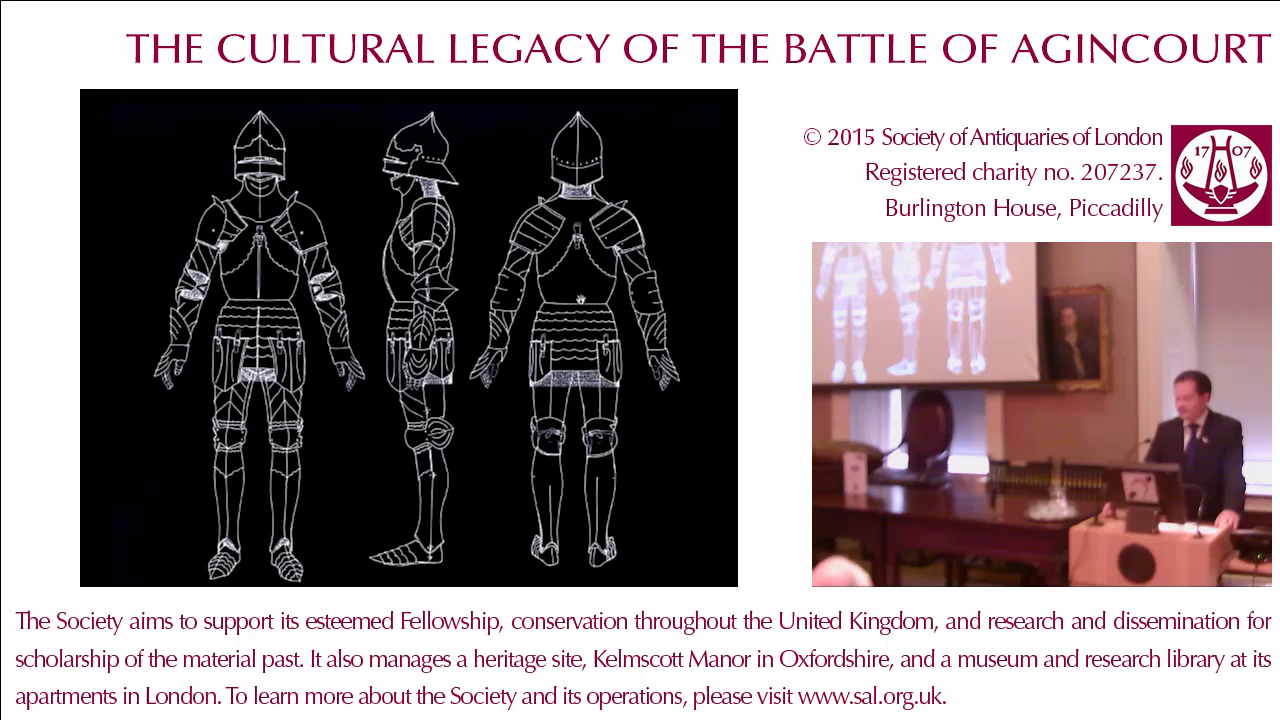 THE CULTURAL LEGACY OF THE BATTLE OF AGINCOURT
© 2015 Society of Antiquaries of London
Registered charity no. 207237.
Burlington House, Piccadilly
17 07
The Society aims to support its esteemed Fellowship, conservation throughout the United Kingdom, and research and dissemination for
scholarship of the material past. It also manages a heritage site, Kelmscott Manor in Oxfordshire, and a museum and research library at its
apartments in London. To learn more about the Society and its operations, please visit www.sal.org.uk.